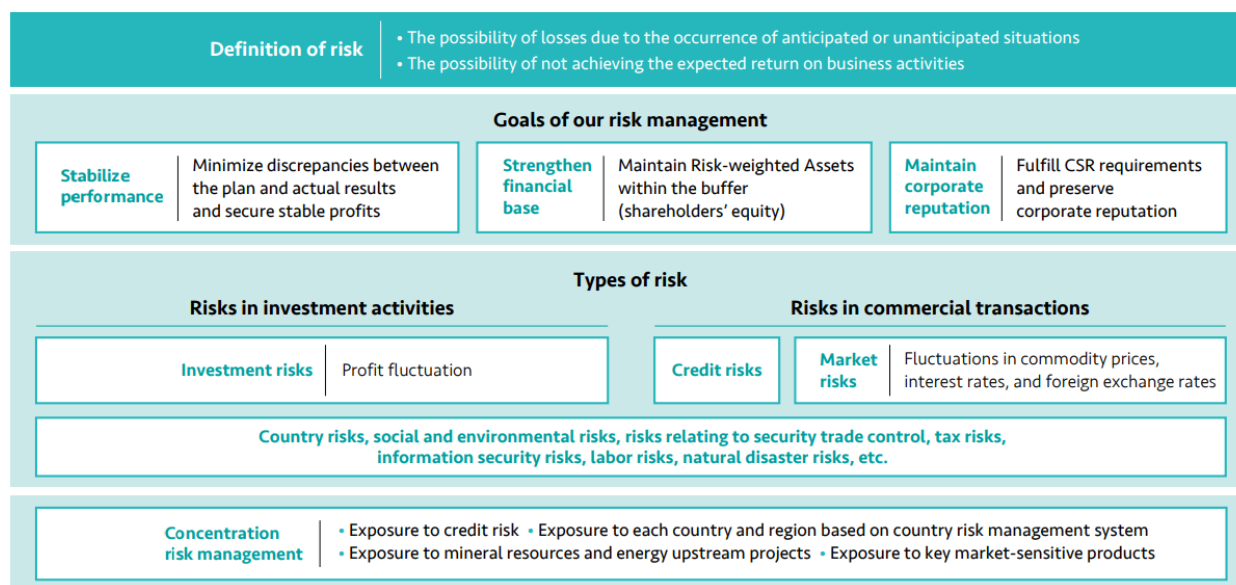 Definition of risk
• The possibility of losses due to the occurrence of anticipated or unanticipated situations
• The possibility of not achieving the expected return on business activities
Goals of our risk management
Stabilize
performance
Minimize discrepancies between
the plan and actual results
and secure stable profits
Strengthen
financial
base
Maintain Risk-weighted Assets
within the buffer
(shareholders’ equity)
Maintain
corporate
reputation
Fulfill CSR requirements
and preserve
corporate reputation
Types of risk
Risks in investment activities
Investment risks
Profit fluctuation
Risks in commercial transactions
Credit risks
Market
risks
Fluctuations in commodity prices,
interest rates, and foreign exchange rates
Country risks, social and environmental risks, risks relating to security trade control, tax risks,
information security risks, labor risks, natural disaster risks, etc.
Concentration
risk management
• Exposure to credit risk • Exposure to each country and region based on country risk management system
• Exposure to mineral resources and energy upstream projects • Exposure to key market-sensitive products